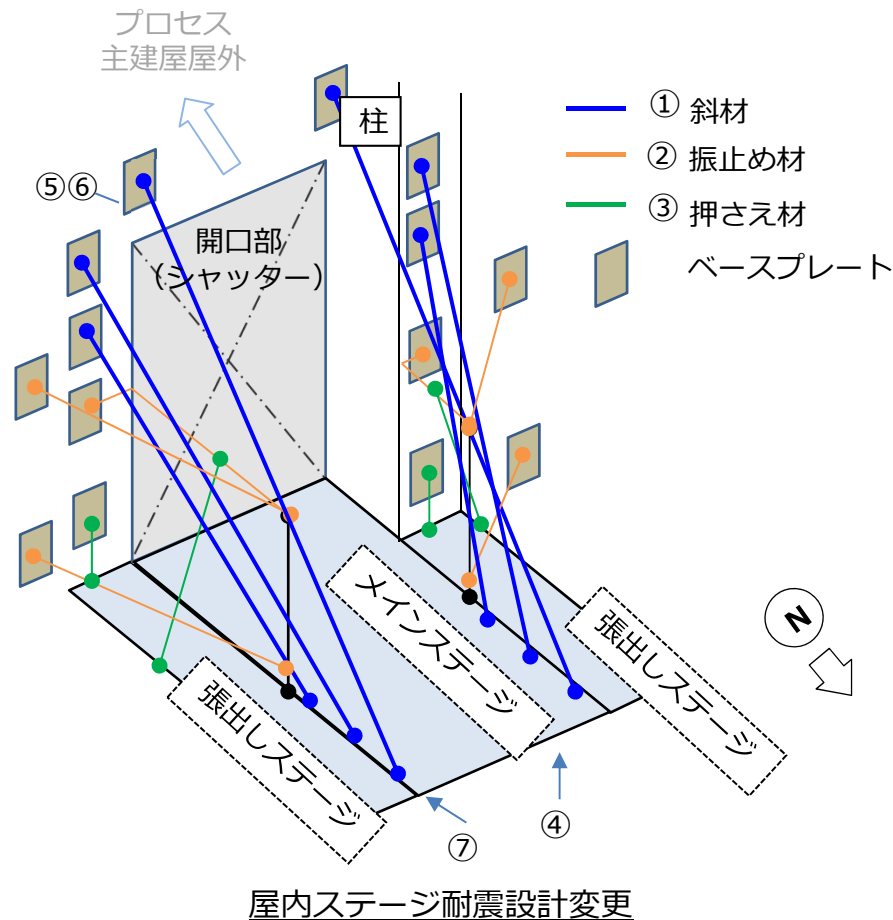 プロセス
主建屋屋外
柱
① 斜材
② 振止め材
③ 押さえ材
ベースプレート
⑤⑥
開口部
（シャッター）
メインステージ
張出しステージ
張出しステージ
N
④
⑦
屋内ステージ耐震設計変更